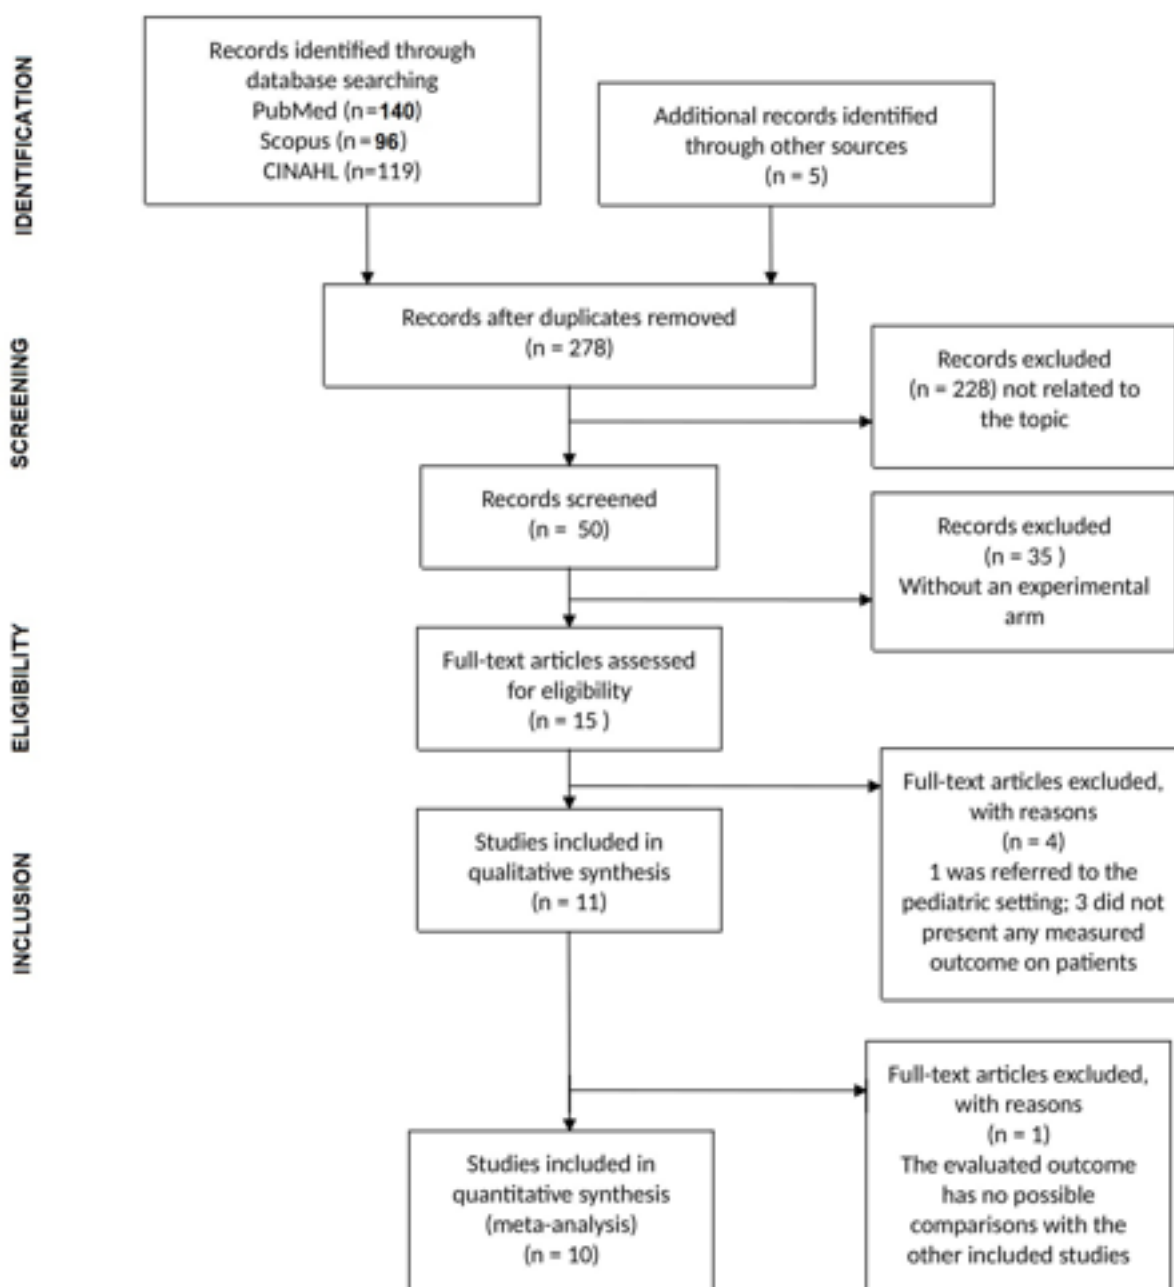 IDENTIFICATION
Records identified through
database searching
PubMed (n=140)
Scopus (n= 96)
CINAHL (n=119)
Additional records identified
through other sources
(n = 5)
SCREENING
Records after duplicates removed
(n = 278)
Records excluded
(n = 228) not related to
the topic
Records screened
(n = 50)
Records excluded
(n = 35 )
Without an experimental
arm
ELIGIBILITY
Full-text articles assessed
for eligibility
(n = 15 )
Full-text articles excluded,
with reasons
(n = 4)
1 was referred to the
pediatric setting; 3 did not
present any measured
outcome on patients
INCLUSION
Studies included in
qualitative synthesis
(n = 11)
Full-text articles excluded,
with reasons
(n = 1)
The evaluated outcome
has no possible
comparisons with the
other included studies
Studies included in
quantitative synthesis
(meta-analysis)
(n = 10)